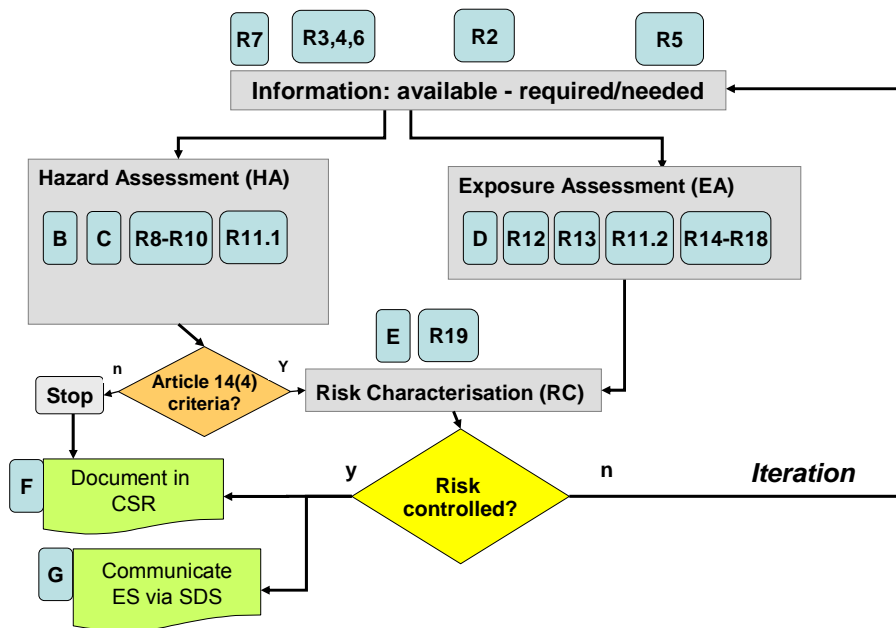 R7
R3,4,6
R2
R5
Information: available - required/needed
Hazard Assessment (HA)
B
C
R8-R10
R11.1
Exposure Assessment (EA)
D
R12
R13
R11.2
R14-R18
E
R19
n
Article 14(4)
criteria?
Y
Stop
Risk Characterisation (RC)
F
Document in
CSR
y
Risk
controlled?
n
Iteration
G
Communicate
ES via SDS